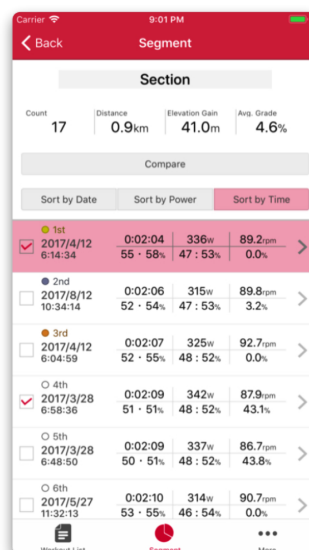 Carrier 9:01 PM
Back Segment
Section
Count Distance Elevation Gain Avg. Grade
17 0.9km 41.0m 4.6%
Compare
Sort by Date Sort by Power Sort by Time
1st
2017/4/12 0:02:04 336w 89.2rpm
6:14:34 55 · 58% 47 : 53% 0.0%
2nd
2017/8/12 0:02:06 315w 89.8rpm
10:34:14 52 · 54% 47 : 53% 3.2%
3rd
2017/4/12 0:02:07 325w 92.7rpm
6:04:59 52 · 55% 48 : 52% 0.0%
4th
2017/3/28 0:02:09 342w 87.9rpm
6:58:36 51 · 51% 48 : 52% 43.1%
5th
2017/3/28 0:02:09 337w 86.7rpm
6:48:50 50 · 51% 48 : 52% 43.8%
6th
2017/5/27 0:02:10 314w 90.7rpm
11:32:13 53 · 55% 46 : 54% 0.0%
Workout List Segment More